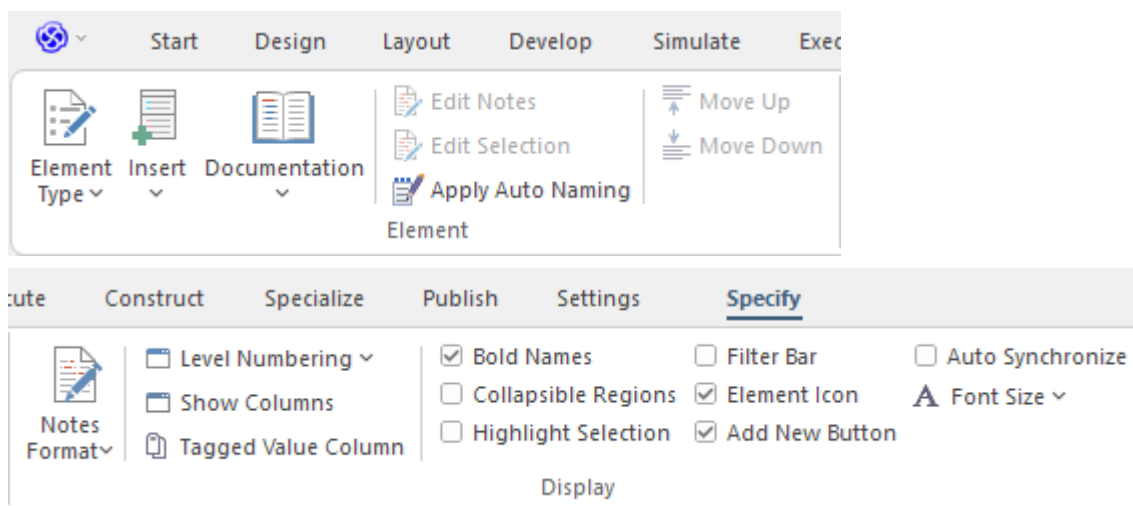 Start Design Layout Develop Simulate Exec
Edit Notes Move Up
Edit Selection Move Down
Element Insert Documentation
Type
Apply Auto Naming
Element
cute Construct Specialize Publish Settings Specify
Level Numbering Bold Names Filter Bar Auto Synchronize
Show Columns Collapsible Regions Element Icon Font Size
Notes
Format
Tagged Value Column Highlight Selection Add New Button
Display